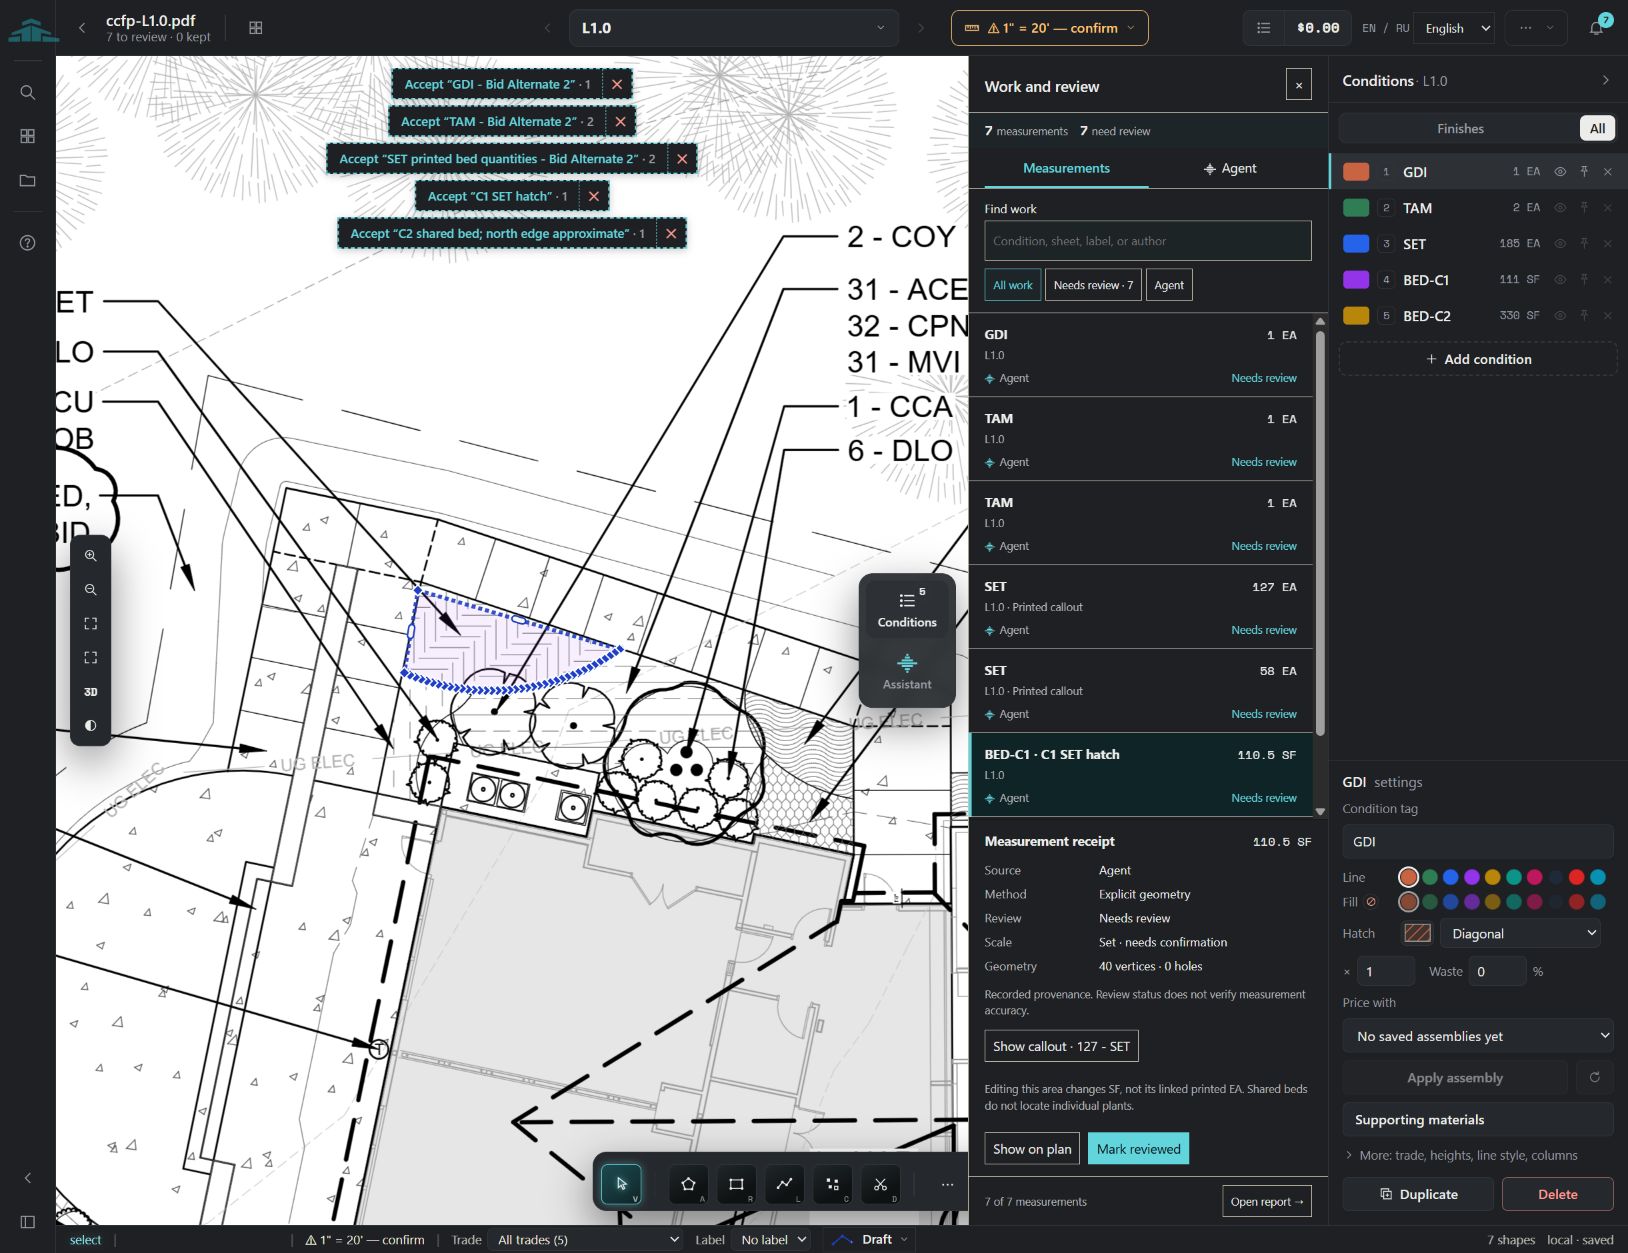 ccfp-L1.0.pdf
7 to review · 0 kept
L1.0
⚠ 1" = 20' — confirm
$0.00
EN / RU
English
7
Accept “GDI - Bid Alternate 2” · 1
Accept “TAM - Bid Alternate 2” · 2
Accept “SET printed bed quantities - Bid Alternate 2” · 2
Accept “C1 SET hatch” · 1
Accept “C2 shared bed; north edge approximate” · 1
2 - COY
31 - ACE
32 - CPN
31 - MVI
1 - CCA
6 - DLO
ET
LO
CU
OB
ED,
BID
3D
UG ELEC
UG ELEC
UG ELEC
UG ELEC
UG ELEC
T
5
Conditions
Assistant
V
A
R
L
C
D
Work and review
×
7 measurements 7 need review
Measurements
Agent
Find work
Condition, sheet, label, or author
All work
Needs review · 7
Agent
GDI 1 EA
L1.0
Agent Needs review
TAM 1 EA
L1.0
Agent Needs review
TAM 1 EA
L1.0
Agent Needs review
SET 127 EA
L1.0 · Printed callout
Agent Needs review
SET 58 EA
L1.0 · Printed callout
Agent Needs review
BED-C1 · C1 SET hatch 110.5 SF
L1.0
Agent Needs review
Measurement receipt 110.5 SF
Source Agent
Method Explicit geometry
Review Needs review
Scale Set · needs confirmation
Geometry 40 vertices · 0 holes
Recorded provenance. Review status does not verify measurement
accuracy.
Show callout · 127 - SET
Editing this area changes SF, not its linked printed EA. Shared beds
do not locate individual plants.
Show on plan
Mark reviewed
7 of 7 measurements
Open report →
Conditions · L1.0
Finishes
All
1 GDI 1 EA
2 TAM 2 EA
3 SET 185 EA
4 BED-C1 111 SF
5 BED-C2 330 SF
+ Add condition
GDI settings
Condition tag
GDI
Line
Fill
Hatch Diagonal
× 1 Waste 0 %
Price with
No saved assemblies yet
Apply assembly
Supporting materials
More: trade, heights, line style, columns
Duplicate
Delete
select
⚠ 1" = 20' — confirm
Trade All trades (5)
Label No label
Draft
7 shapes local · saved